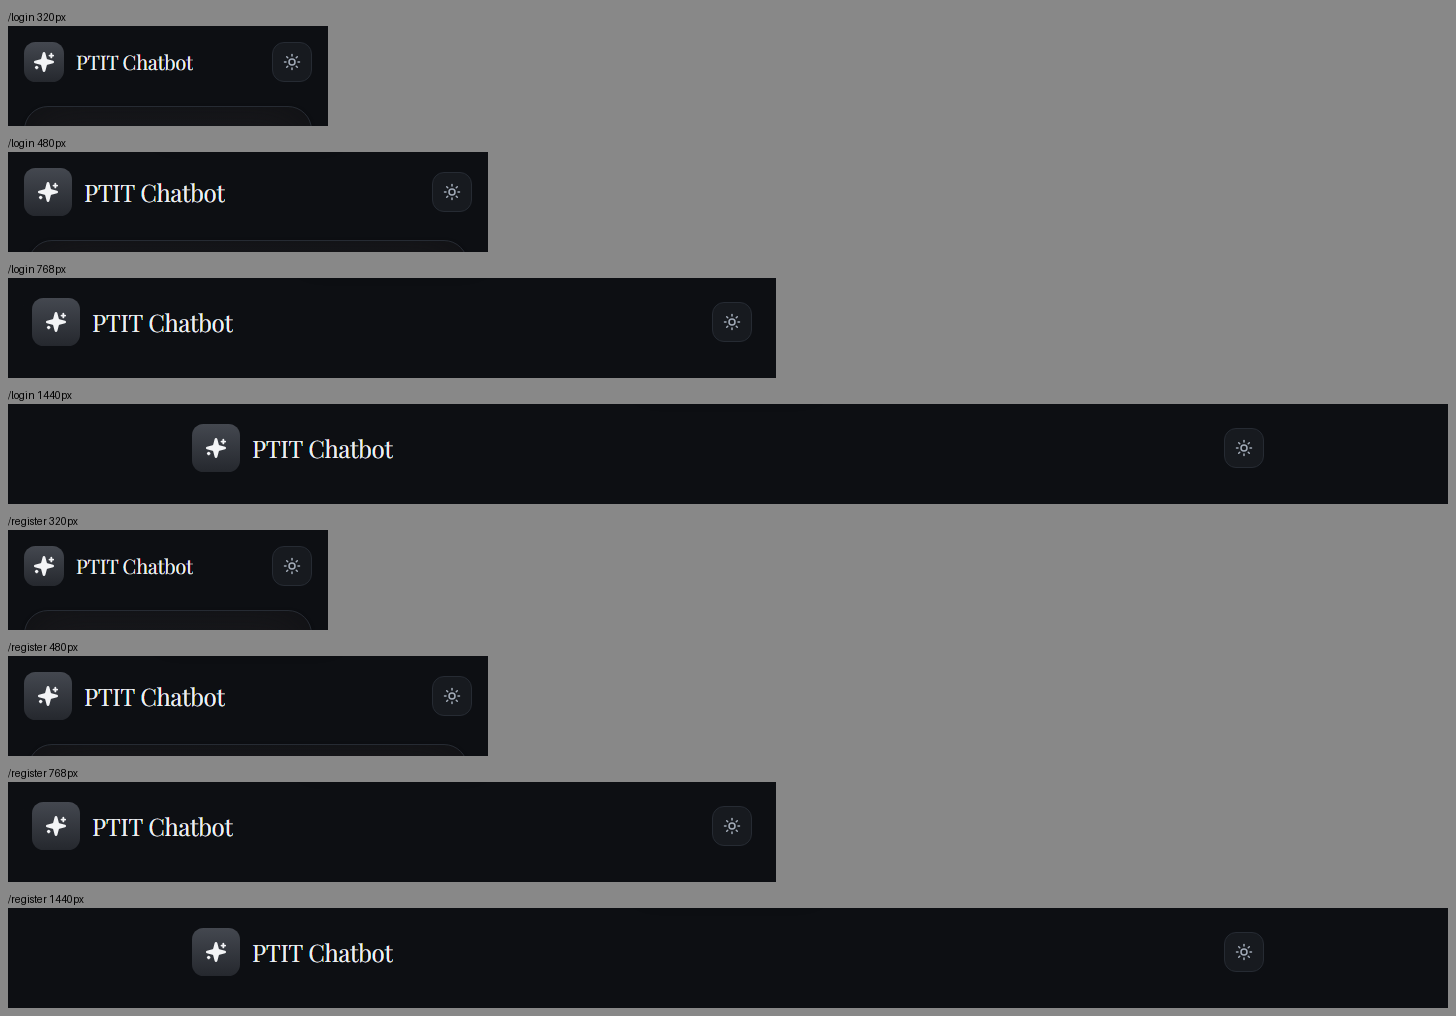 /login 320px
PTIT Chatbot
/login 480px
PTIT Chatbot
/login 768px
PTIT Chatbot
/login 1440px
PTIT Chatbot
/register 320px
PTIT Chatbot
/register 480px
PTIT Chatbot
/register 768px
PTIT Chatbot
/register 1440px
PTIT Chatbot